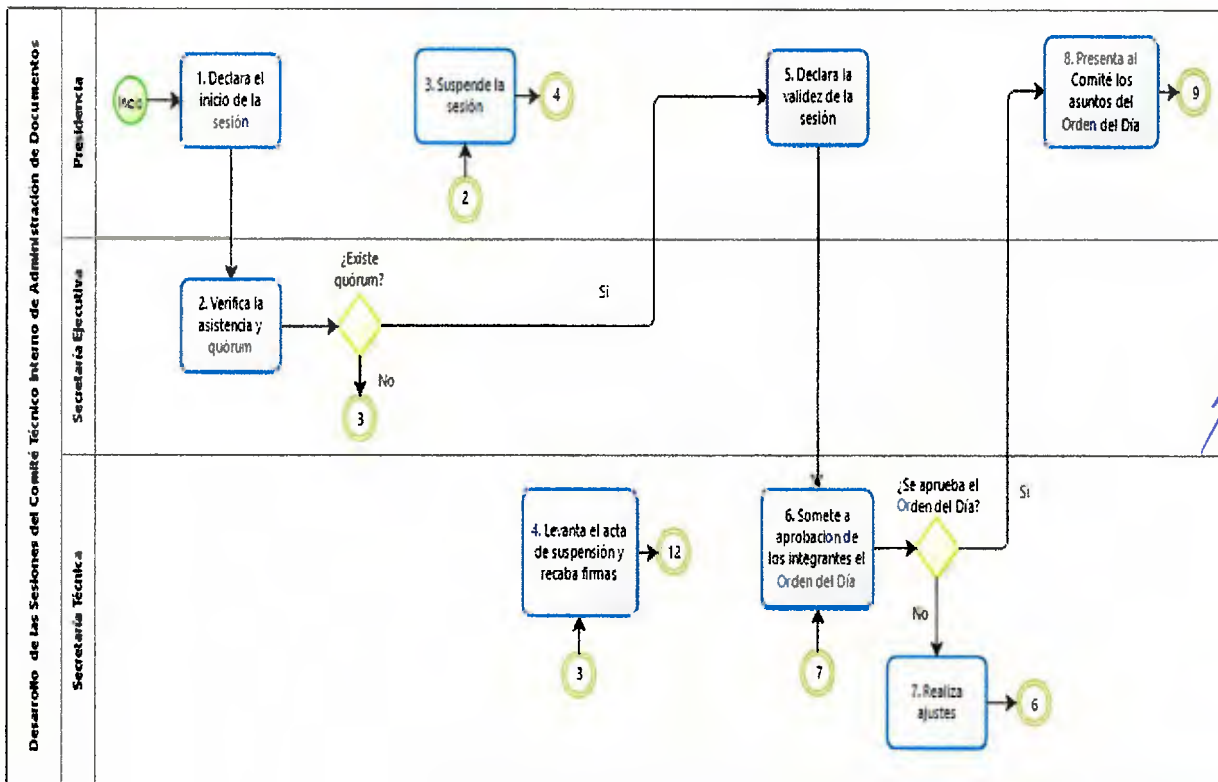 Desarrollo de las Sesiones del Comité Técnico Interno de Administración de Documentos
Presidencia
Inicio
1. Declara el
inicio de la
sesión
3. Suspende la
sesión
4
2
5. Declara la
validez de la
sesión
8. Presenta al
Comité los
asuntos del
Orden del Día
9
Secretaría Ejecutiva
2. Verifica la
asistencia y
quórum
¿Existe
quórum?
Si
No
3
Secretaría Técnica
4. Levanta el acta
de suspensión y
recaba firmas
12
3
6. Somete a
aprobacion de
los integrantes el
Orden del Día
7
¿Se aprueba el
Orden del Día?
Si
No
7. Realiza
ajustes
6